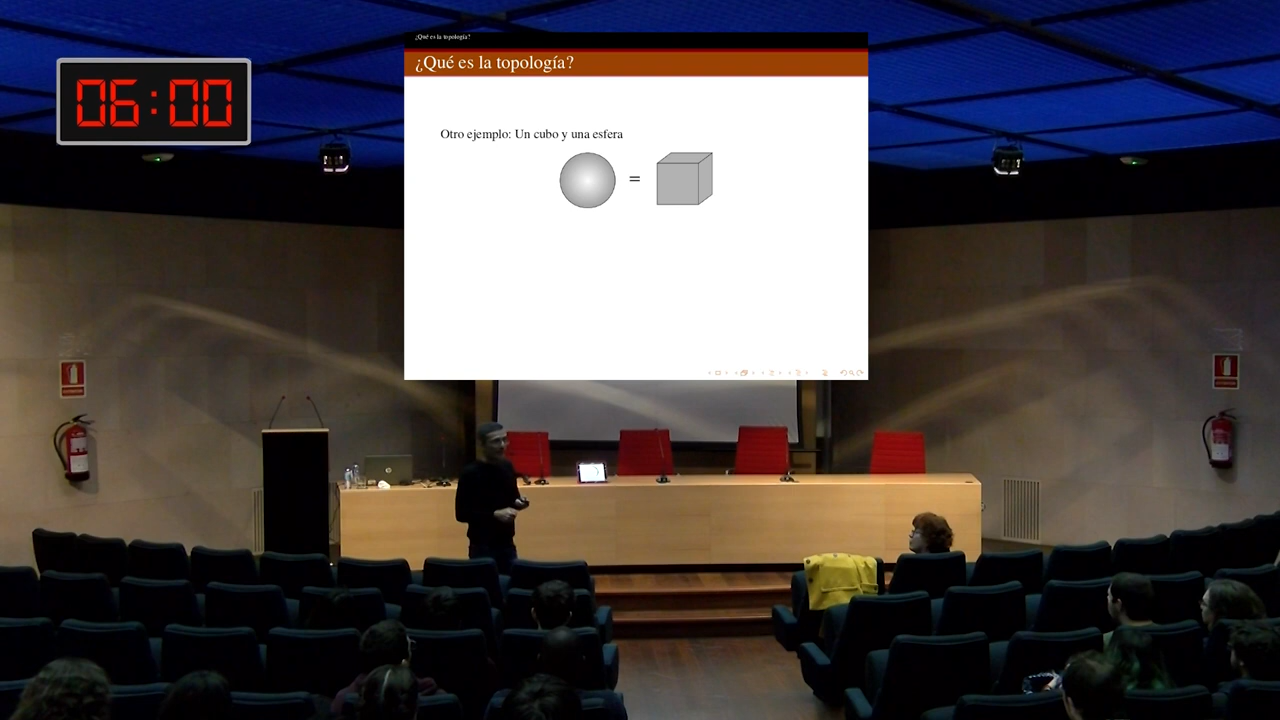 ¿Qué es la topología?
06:00
¿Qué es la topología?
Otro ejemplo: Un cubo y una esfera
=